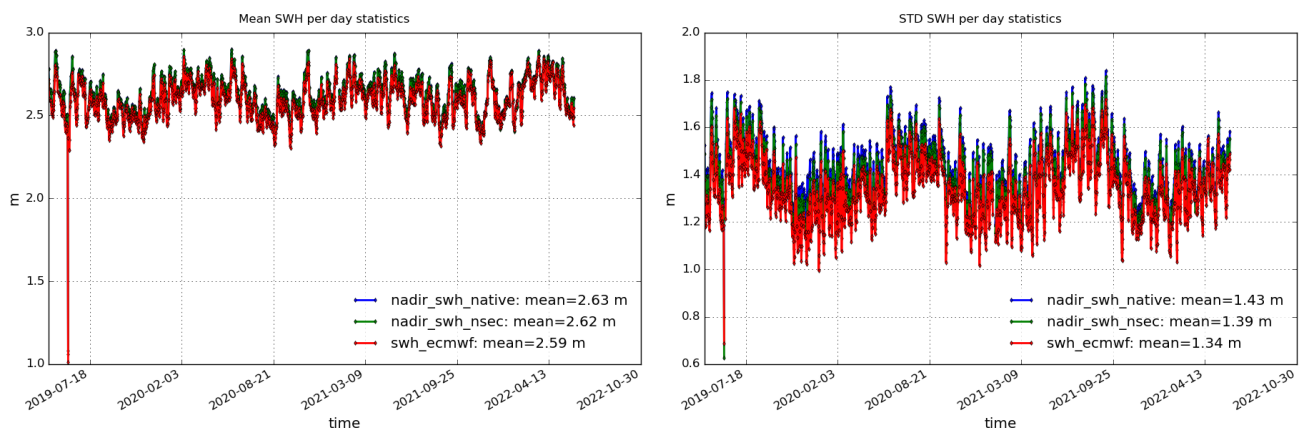 Mean SWH per day statistics
3.0
2.5
2.0
1.5
1.0
m
nadir_swh_native: mean=2.63 m
nadir_swh_nsec: mean=2.62 m
swh_ecmwf: mean=2.59 m
2019-07-18
2020-02-03
2020-08-21
2021-03-09
2021-09-25
2022-04-13
2022-10-30
time
STD SWH per day statistics
2.0
1.8
1.6
1.4
1.2
1.0
0.8
0.6
m
nadir_swh_native: mean=1.43 m
nadir_swh_nsec: mean=1.39 m
swh_ecmwf: mean=1.34 m
2019-07-18
2020-02-03
2020-08-21
2021-03-09
2021-09-25
2022-04-13
2022-10-30
time